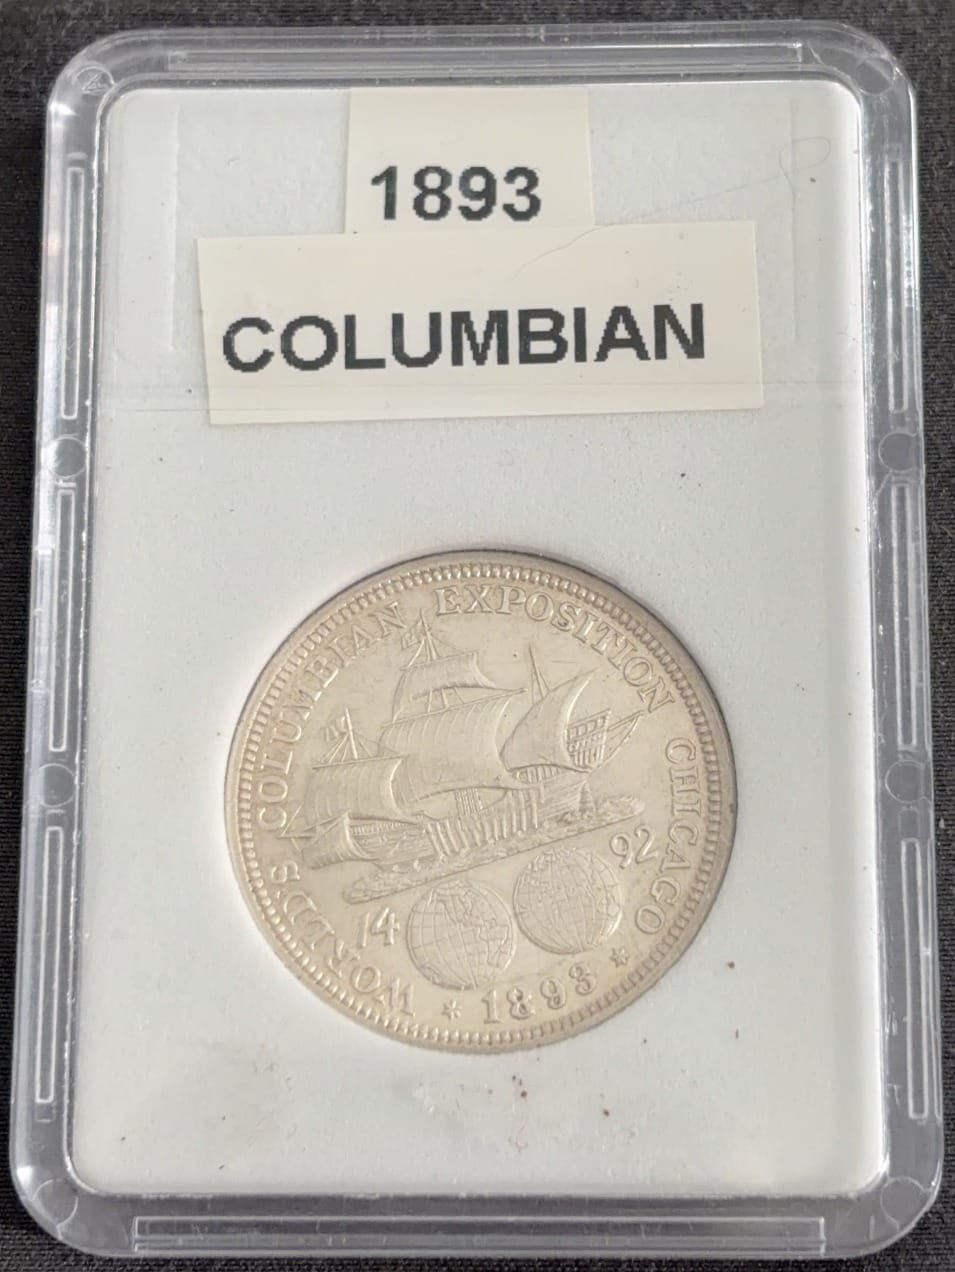 1893
COLUMBIAN
WORLD'S COLUMBIAN EXPOSITION CHICAGO
14 92
* 1893 *